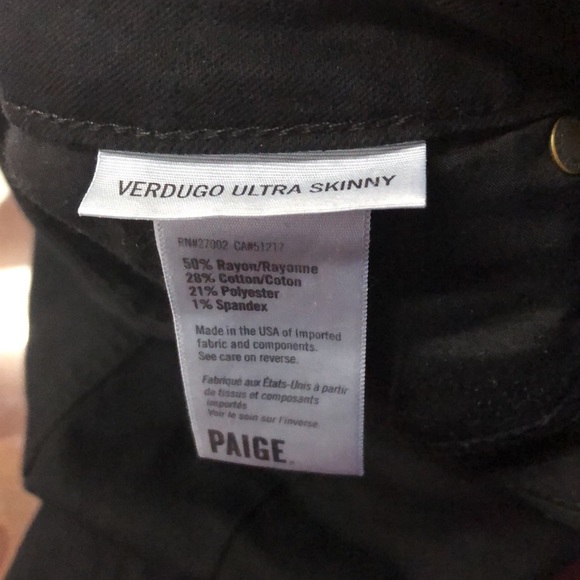 VERDUGO ULTRA SKINNY
RN#27002 CA#51217
50% Rayon/Rayonne
28% Cotton/Coton
21% Polyester
1% Spandex
Made in the USA of Imported
fabric and components.
See care on reverse.
Fabriqué aux États-Unis à partir
de tissus et composants
importés
Voir le soin sur l'inverse.
PAIGE